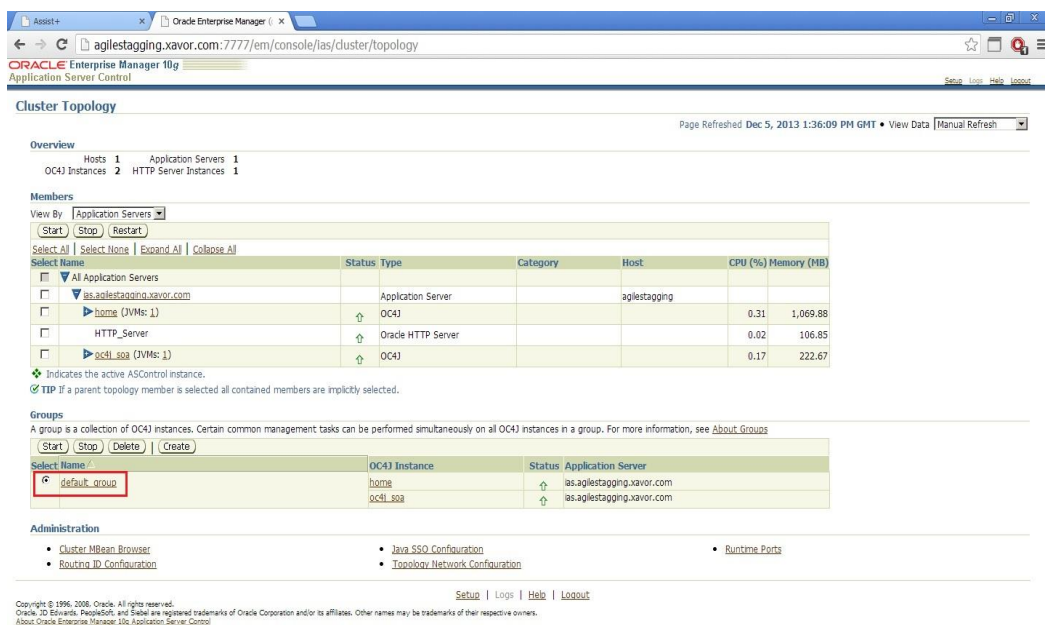 Assist+
Oracle Enterprise Manager (
agilestagging.xavor.com:7777/em/console/ias/cluster/topology
ORACLE Enterprise Manager 10g
Application Server Control
Setup Logs Help Logout
Cluster Topology
Page Refreshed Dec 5, 2013 1:36:09 PM GMT • View Data Manual Refresh
Overview
Hosts 1 Application Servers 1
OC4J Instances 2 HTTP Server Instances 1
Members
View By Application Servers
Start Stop Restart
Select All | Select None | Expand All | Collapse All
Select Name Status Type Category Host CPU (%) Memory (MB)
All Application Servers
ias.agilestagging.xavor.com Application Server agilestagging
home (JVMs: 1) OC4J 0.31 1,069.88
HTTP_Server Oracle HTTP Server 0.02 106.85
oc4j_soa (JVMs: 1) OC4J 0.17 222.67
Indicates the active ASControl instance.
TIP If a parent topology member is selected all contained members are implicitly selected.
Groups
A group is a collection of OC4J instances. Certain common management tasks can be performed simultaneously on all OC4J instances in a group. For more information, see About Groups
Start Stop Delete | Create
Select Name OC4J Instance Status Application Server
default_group home ias.agilestagging.xavor.com
oc4j_soa ias.agilestagging.xavor.com
Administration
• Cluster MBean Browser • Java SSO Configuration • Runtime Ports
• Routing ID Configuration • Topology Network Configuration
Setup | Logs | Help | Logout
Copyright © 1996, 2008, Oracle. All rights reserved.
Oracle, JD Edwards, PeopleSoft, and Siebel are registered trademarks of Oracle Corporation and/or its affiliates. Other names may be trademarks of their respective owners.
About Oracle Enterprise Manager 10g Application Server Control